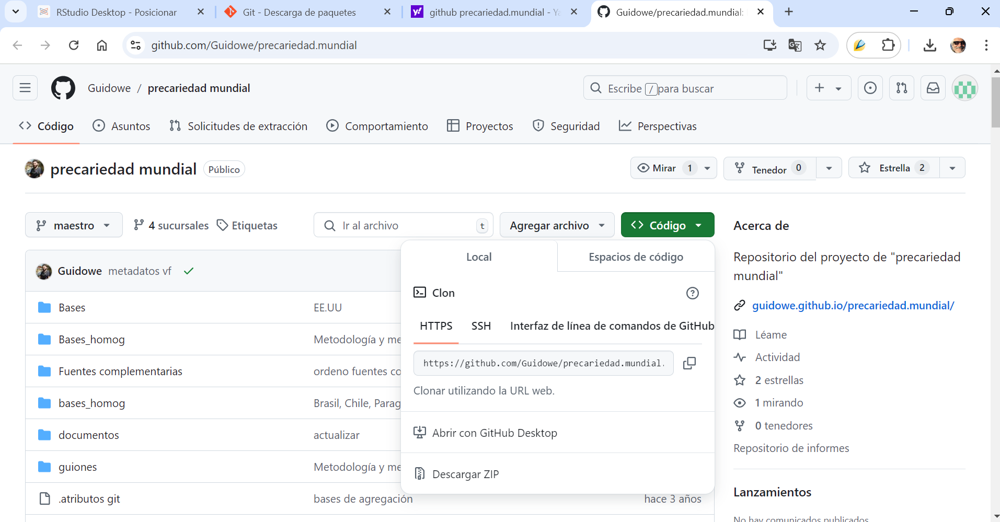 RStudio Desktop - Posicionar
Git - Descarga de paquetes
github precariedad.mundial - Ya
Guidowe/precariedad.mundial:
github.com/Guidowe/precariedad.mundial
Guidowe / precariedad mundial
Escribe / para buscar
Código
Asuntos
Solicitudes de extracción
Comportamiento
Proyectos
Seguridad
Perspectivas
precariedad mundial
Público
Mirar 1
Tenedor 0
Estrella 2
maestro
4 sucursales
Etiquetas
Ir al archivo
t
Agregar archivo
Código
Guidowe metadatos vf
Bases EE.UU
Bases_homog Metodología y me
Fuentes complementarias ordeno fuentes co
bases_homog Brasil, Chile, Parag
documentos actualizar
guiones Metodología y me
.atributos git bases de agregación hace 3 años
Local
Espacios de código
Clon
HTTPS
SSH
Interfaz de línea de comandos de GitHub
https://github.com/Guidowe/precariedad.mundial.
Clonar utilizando la URL web.
Abrir con GitHub Desktop
Descargar ZIP
Acerca de
Repositorio del proyecto de "precariedad
mundial"
guidowe.github.io/precariedad.mundial/
Léame
Actividad
2 estrellas
1 mirando
0 tenedores
Repositorio de informes
Lanzamientos
No hay comunicados publicados